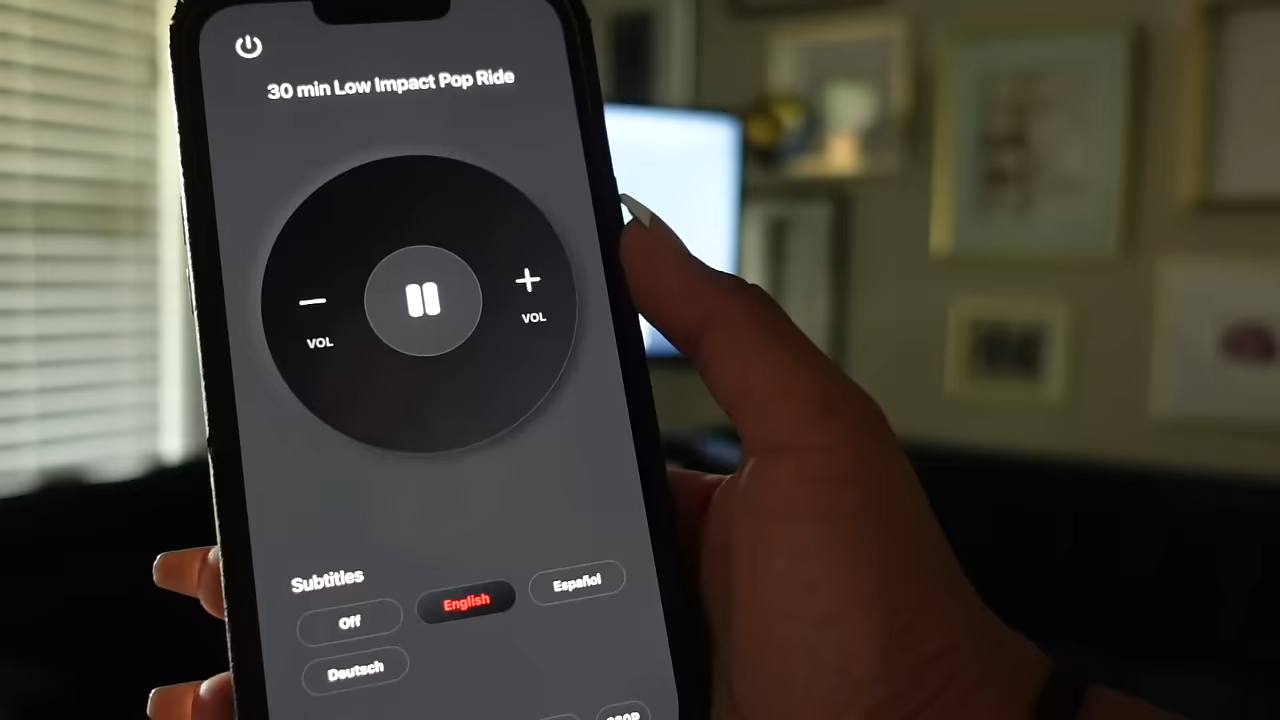 30 min Low Impact Pop Ride
VOL
VOL
Subtitles
Off English Español
Deutsch